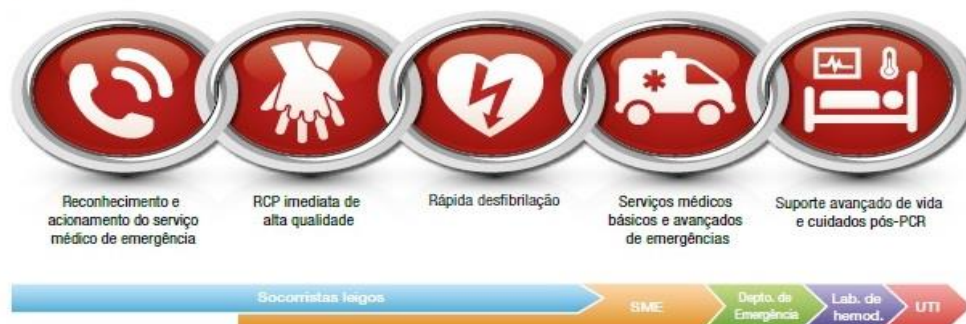 Reconhecimento e
acionamento do serviço
médico de emergência
RCP imediata de
alta qualidade
Rápida desfibrilação
Serviços médicos
básicos e avançados
de emergências
Suporte avançado de vida
e cuidados pós-PCR
Socorristas leigos
SME
Depto. de
Emergência
Lab. de
hemod.
UTI